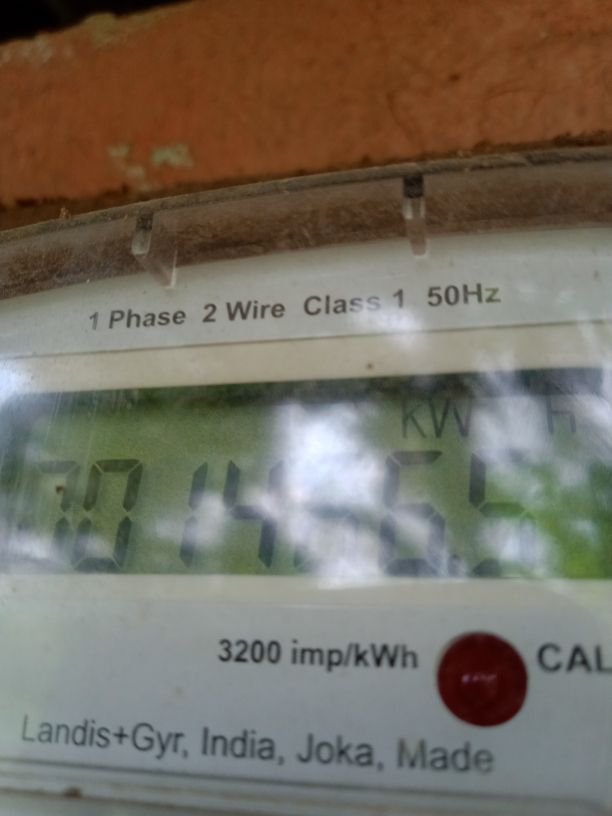 1 Phase 2 Wire Class 1 50Hz
kW h
3200 imp/kWh CAL
Landis+Gyr, India, Joka, Made